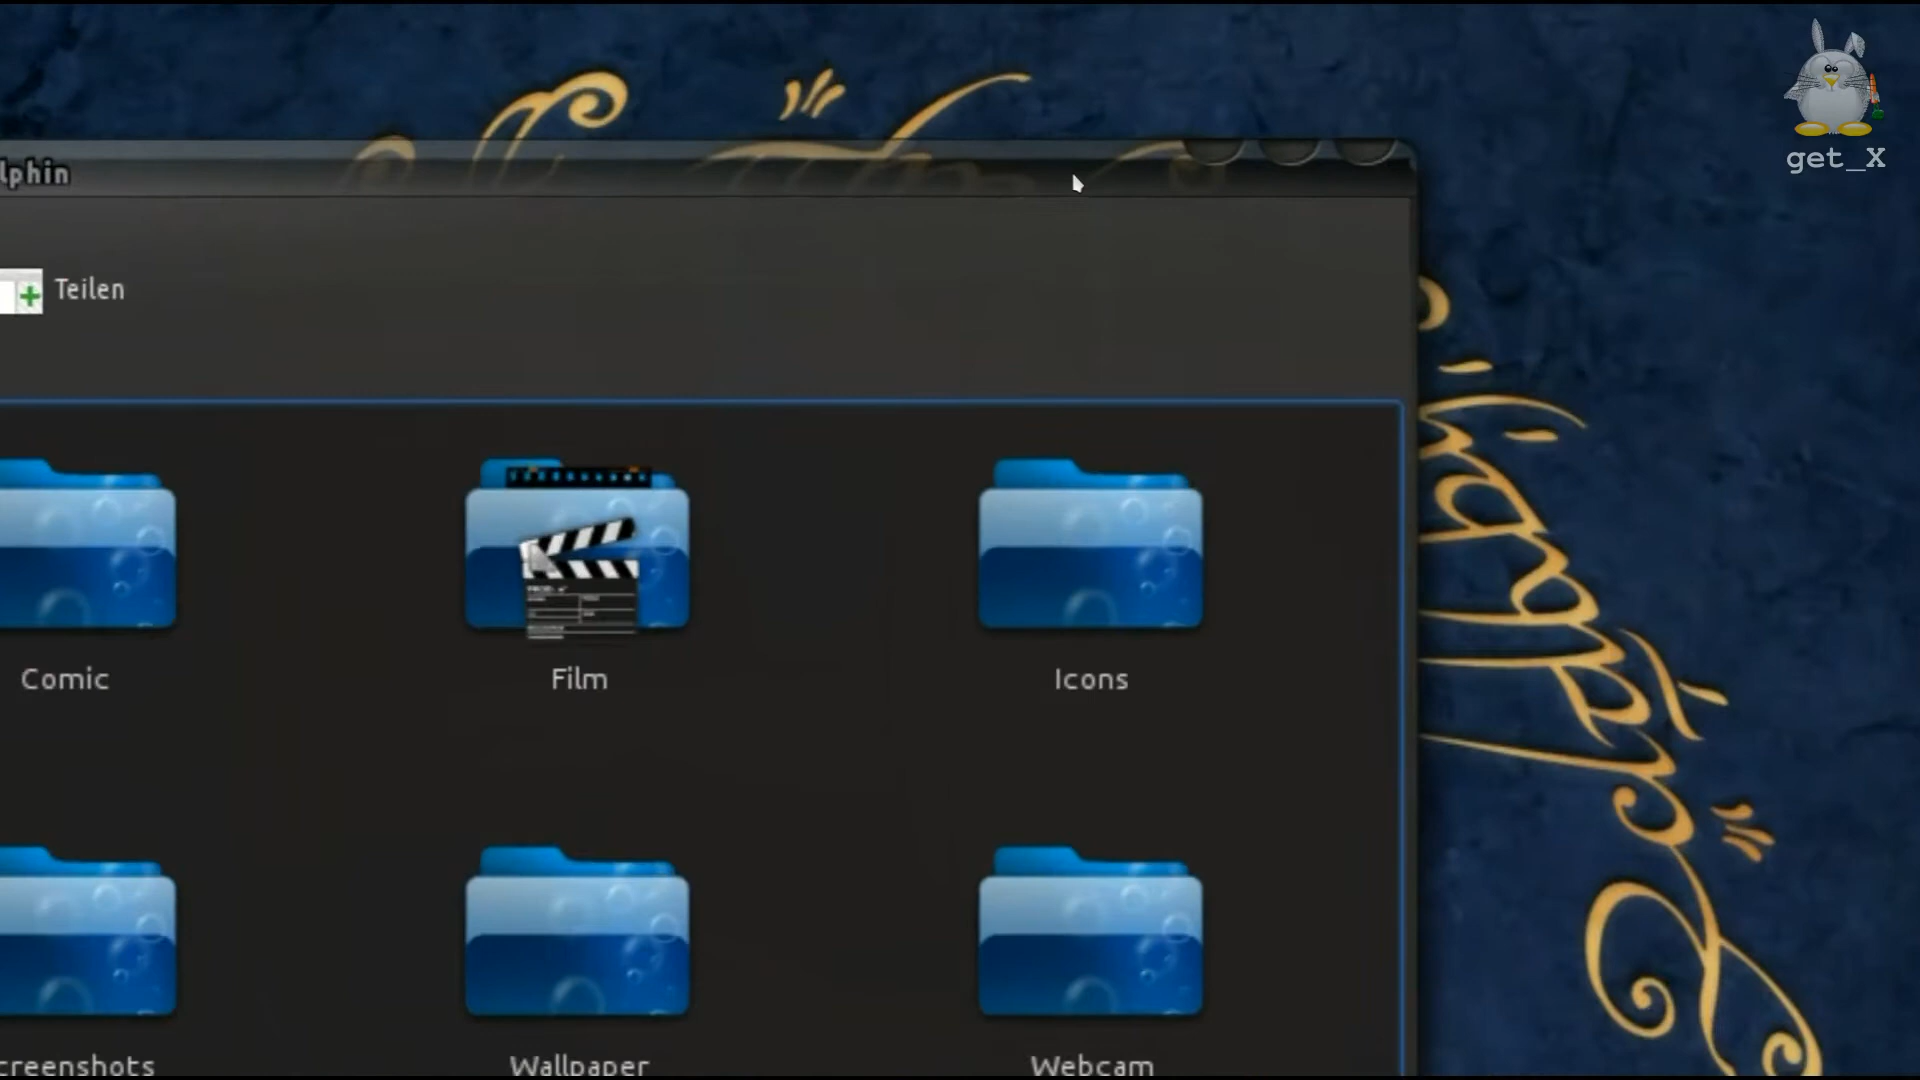 get_X
lphin
Teilen
Comic
Film
Icons
creenshots
Wallpaper
Webcam